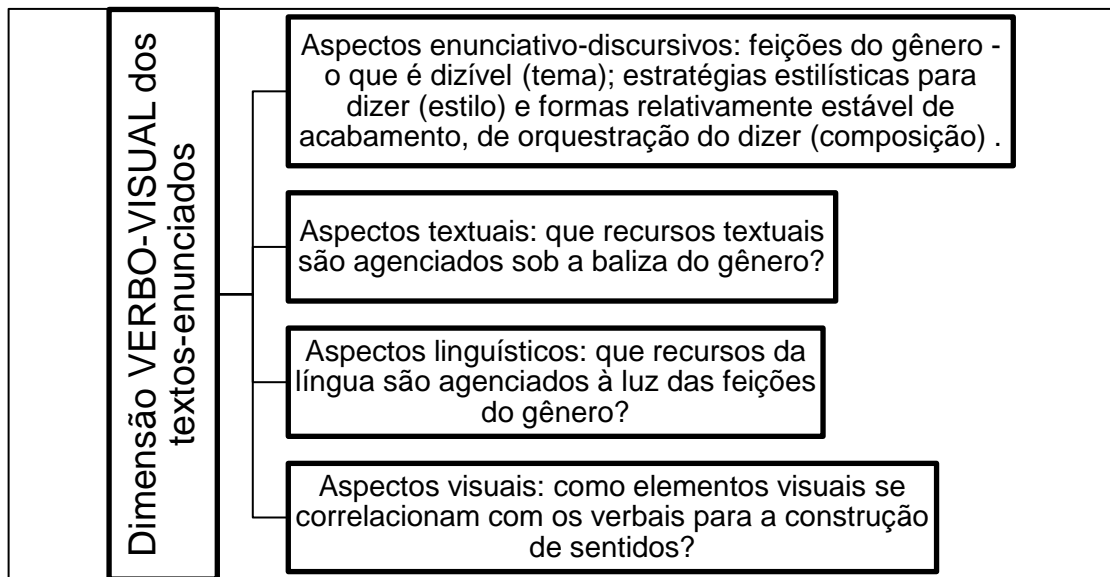 Dimensão VERBO-VISUAL dos
textos-enunciados
Aspectos enunciativo-discursivos: feições do gênero -
o que é dizível (tema); estratégias estilísticas para
dizer (estilo) e formas relativamente estável de
acabamento, de orquestração do dizer (composição) .
Aspectos textuais: que recursos textuais
são agenciados sob a baliza do gênero?
Aspectos linguísticos: que recursos da
língua são agenciados à luz das feições
do gênero?
Aspectos visuais: como elementos visuais se
correlacionam com os verbais para a construção
de sentidos?